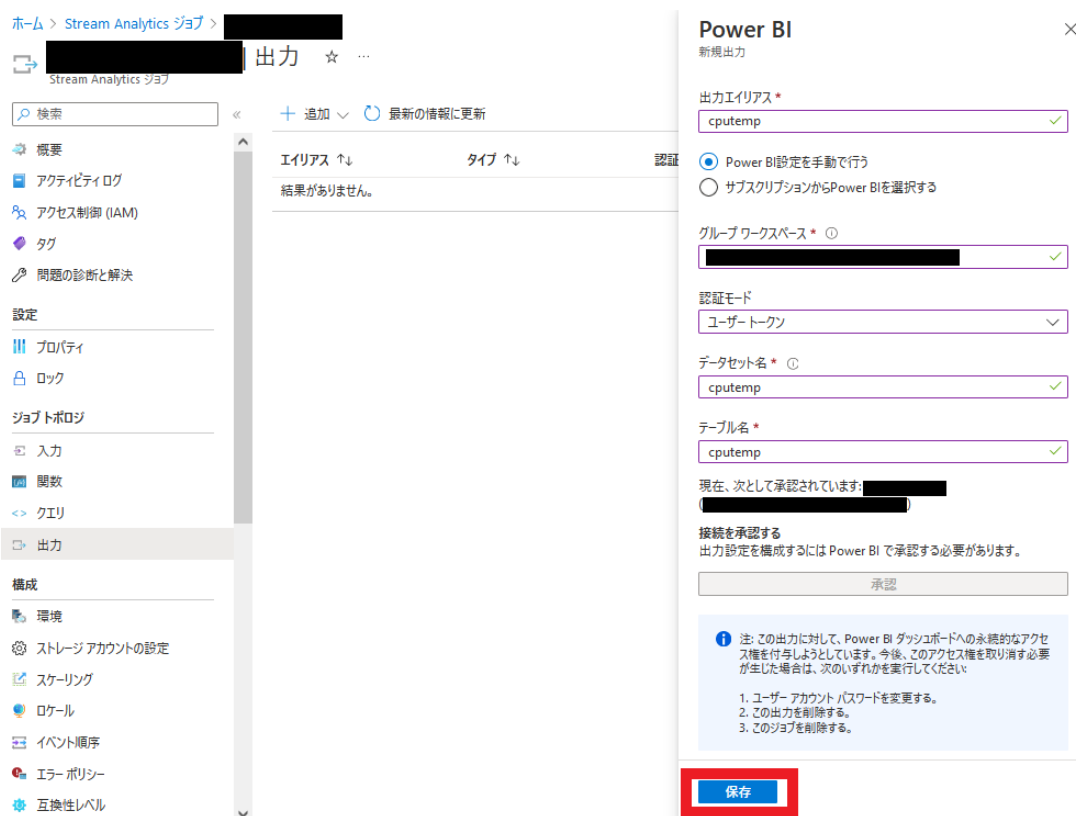 ホーム > Stream Analytics ジョブ >
| 出力 ☆ …
Stream Analytics ジョブ
検索
«
概要
アクティビティ ログ
アクセス制御 (IAM)
タグ
問題の診断と解決
設定
プロパティ
ロック
ジョブ トポロジ
入力
関数
クエリ
出力
構成
環境
ストレージ アカウントの設定
スケーリング
ロケール
イベント順序
エラー ポリシー
互換性レベル
+ 追加 最新の情報に更新
エイリアス ↑↓ タイプ ↑↓ 認証
結果がありません。
Power BI
新規出力
出力エイリアス *
cputemp
Power BI設定を手動で行う
サブスクリプションからPower BIを選択する
グループ ワークスペース *
認証モード
ユーザー トークン
データセット名 *
cputemp
テーブル名 *
cputemp
現在、次として承認されています:
( )
接続を承認する
出力設定を構成するには Power BI で承認する必要があります。
承認
注: この出力に対して、Power BI ダッシュボードへの永続的なアクセ
ス権を付与しようとしています。今後、このアクセス権を取り消す必要
が生じた場合は、次のいずれかを実行してください:
1. ユーザー アカウント パスワードを変更する。
2. この出力を削除する。
3. このジョブを削除する。
保存